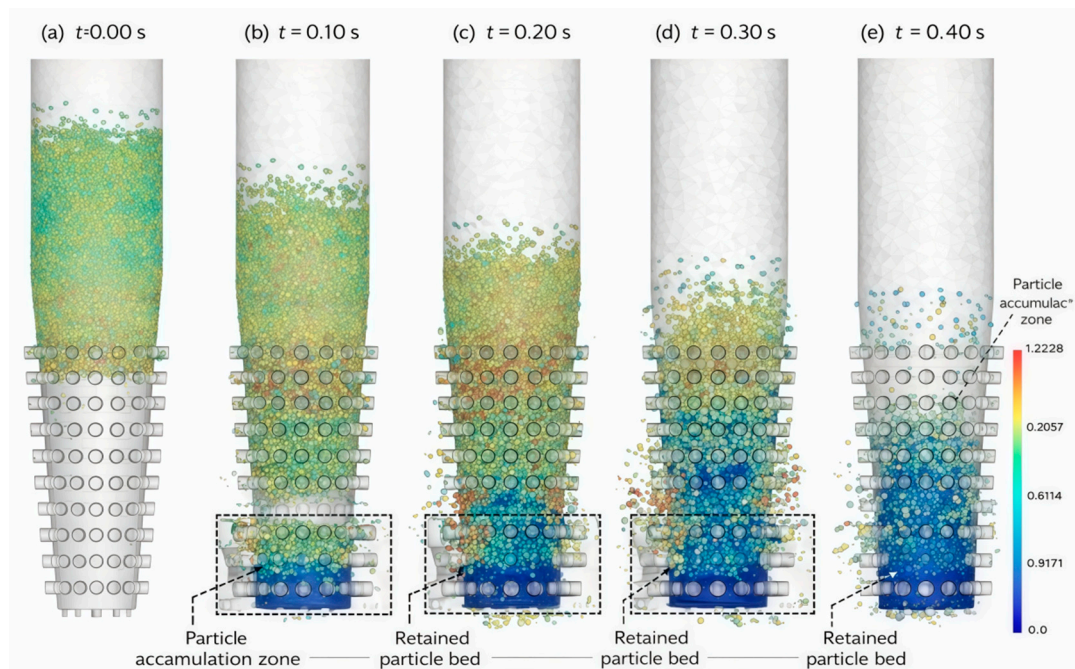 (a) t=0.00 s
(b) t = 0.10 s
(c) t = 0.20 s
(d) t = 0.30 s
(e) t = 0.40 s
Particle
accumulac"
zone
1.2228
0.2057
0.6114
0.9171
0.0
Particle
accumulation zone
Retained
particle bed
Retained
particle bed
Retained
particle bed